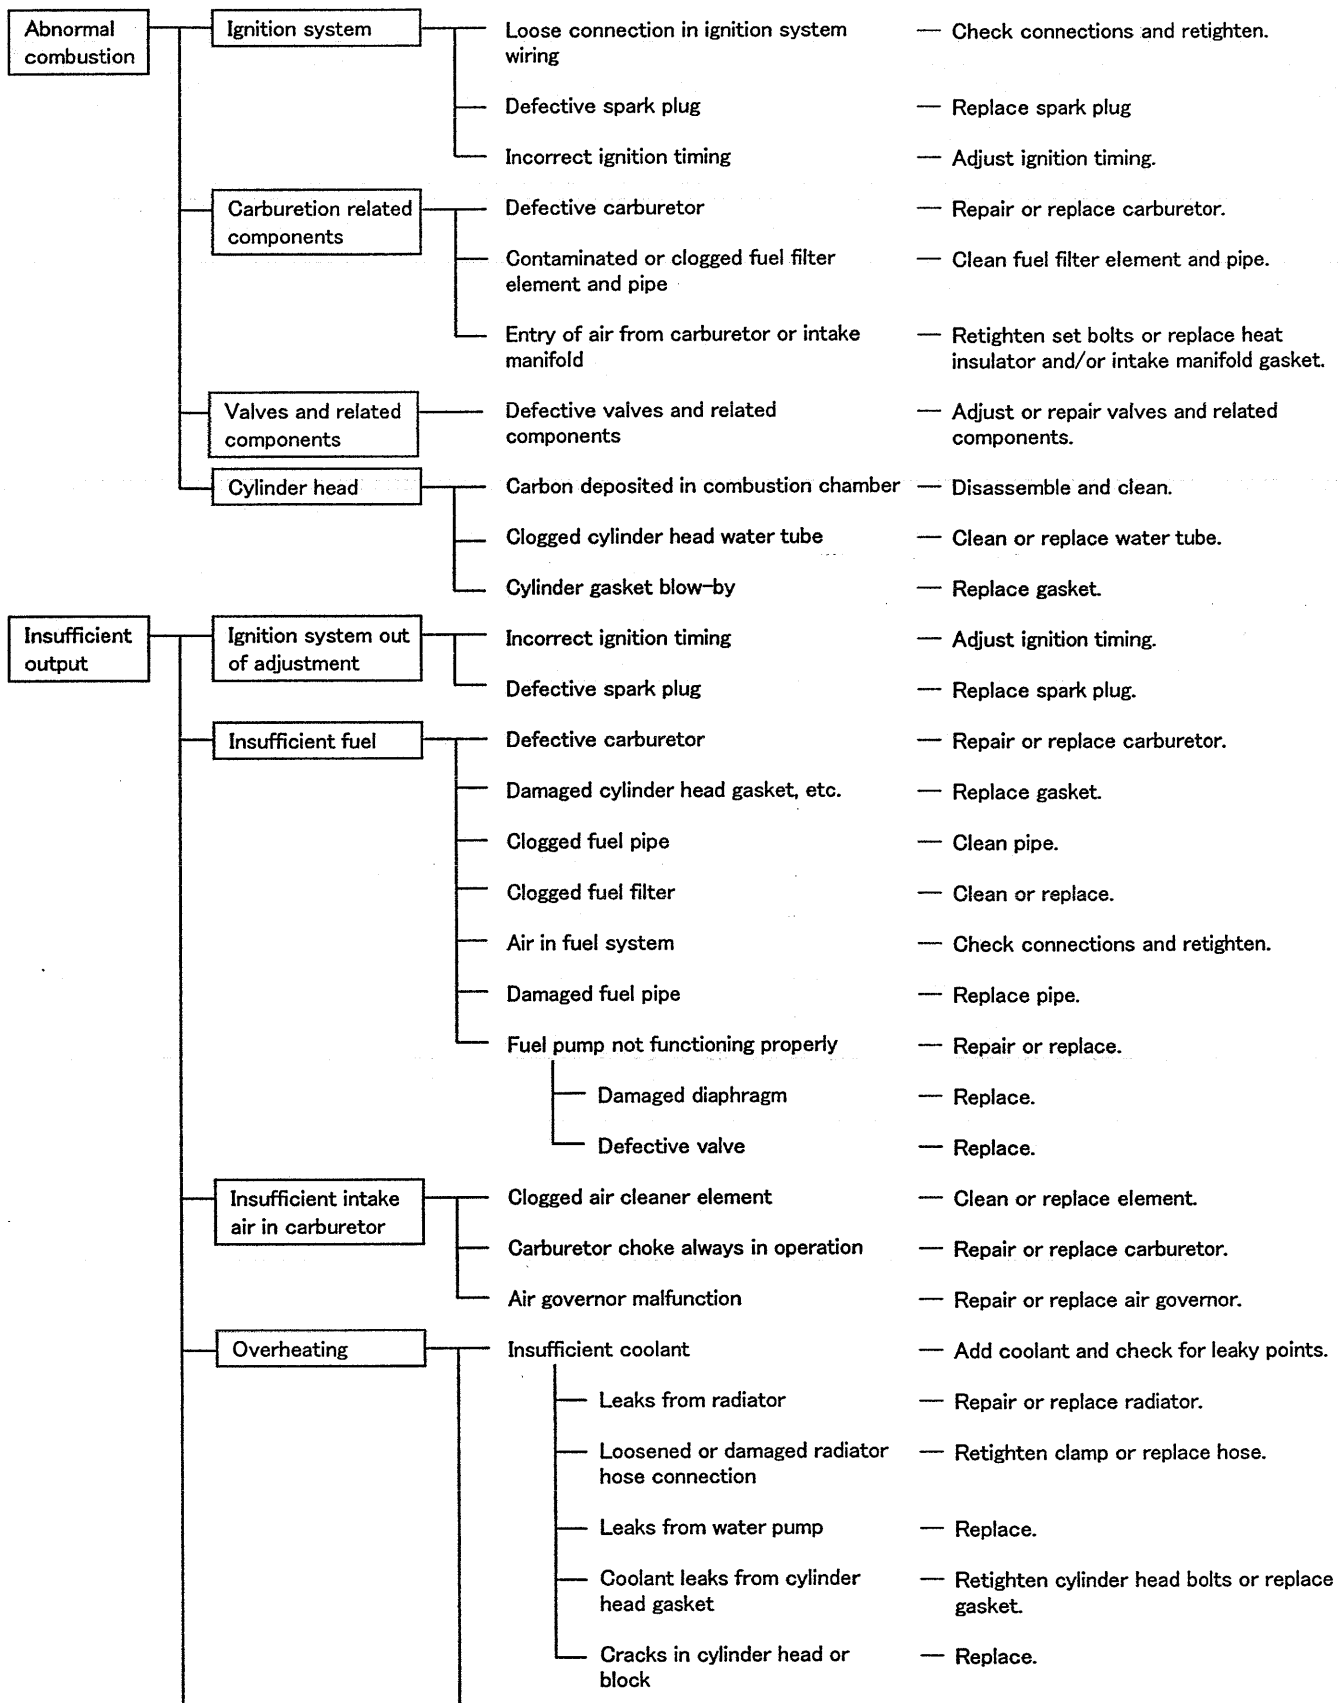 Abnormal
combustion
Ignition system
Loose connection in ignition system
wiring
— Check connections and retighten.
Defective spark plug
— Replace spark plug
Incorrect ignition timing
— Adjust ignition timing.
Carburetion related
components
Defective carburetor
— Repair or replace carburetor.
Contaminated or clogged fuel filter
element and pipe
— Clean fuel filter element and pipe.
Entry of air from carburetor or intake
manifold
— Retighten set bolts or replace heat
insulator and/or intake manifold gasket.
Valves and related
components
Defective valves and related
components
— Adjust or repair valves and related
components.
Cylinder head
Carbon deposited in combustion chamber
— Disassemble and clean.
Clogged cylinder head water tube
— Clean or replace water tube.
Cylinder gasket blow-by
— Replace gasket.
Insufficient
output
Ignition system out
of adjustment
Incorrect ignition timing
— Adjust ignition timing.
Defective spark plug
— Replace spark plug.
Insufficient fuel
Defective carburetor
— Repair or replace carburetor.
Damaged cylinder head gasket, etc.
— Replace gasket.
Clogged fuel pipe
— Clean pipe.
Clogged fuel filter
— Clean or replace.
Air in fuel system
— Check connections and retighten.
Damaged fuel pipe
— Replace pipe.
Fuel pump not functioning properly
— Repair or replace.
Damaged diaphragm
— Replace.
Defective valve
— Replace.
Insufficient intake
air in carburetor
Clogged air cleaner element
— Clean or replace element.
Carburetor choke always in operation
— Repair or replace carburetor.
Air governor malfunction
— Repair or replace air governor.
Overheating
Insufficient coolant
— Add coolant and check for leaky points.
Leaks from radiator
— Repair or replace radiator.
Loosened or damaged radiator
hose connection
— Retighten clamp or replace hose.
Leaks from water pump
— Replace.
Coolant leaks from cylinder
head gasket
— Retighten cylinder head bolts or replace
gasket.
Cracks in cylinder head or
block
— Replace.